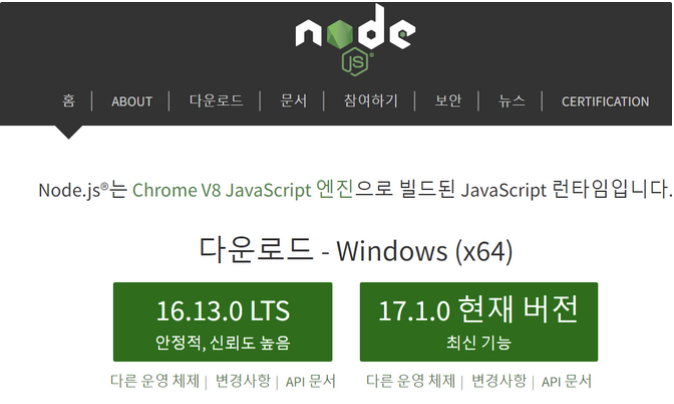 node
JS
홈 | ABOUT | 다운로드 | 문서 | 참여하기 | 보안 | 뉴스 | CERTIFICATION
Node.js®는 Chrome V8 JavaScript 엔진으로 빌드된 JavaScript 런타임입니다.
다운로드 - Windows (x64)
16.13.0 LTS 17.1.0 현재 버전
안정적, 신뢰도 높음 최신 기능
다른 운영 체제 | 변경사항 | API 문서 다른 운영 체제 | 변경사항 | API 문서